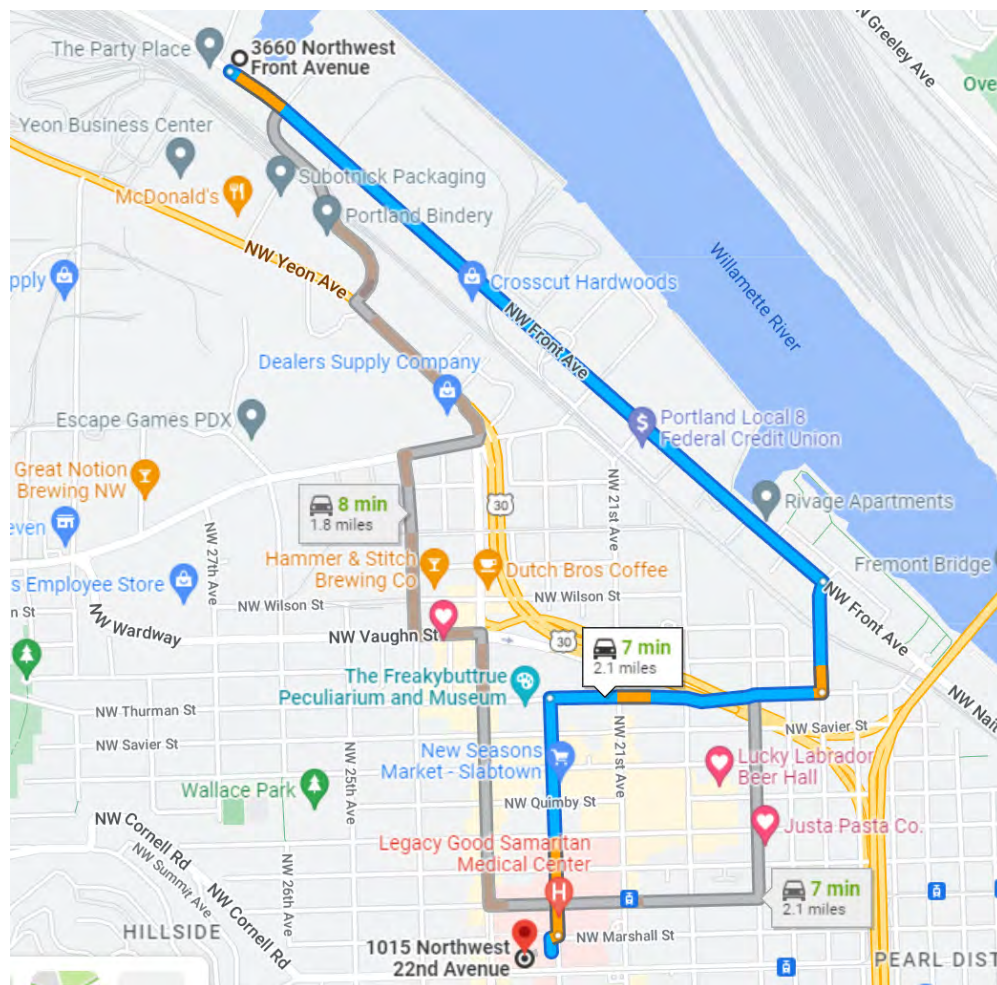 NW Greeley Ave
The Party Place
3660 Northwest
Front Avenue
Ove
Yeon Business Center
Subotnick Packaging
McDonald's
Portland Bindery
NW Yeon Ave
Willamette River
pply
Crosscut Hardwoods
NW Front Ave
Dealers Supply Company
Escape Games PDX
Portland Local 8
Federal Credit Union
Great Notion
Brewing NW
NW 21st Ave
8 min
1.8 miles
30
Rivage Apartments
even
NW 27th Ave
Hammer & Stitch
Brewing Co
Dutch Bros Coffee
Fremont Bridge
s Employee Store
NW Wilson St
NW Wilson St
NW Front Ave
n St
NW Wardway
NW Vaughn St
30
7 min
2.1 miles
The Freakybuttrue
Peculiarium and Museum
NW Nait
NW Thurman St
NW Savier St
NW Savier St
NW 21st Ave
NW 25th Ave
New Seasons
Market - Slabtown
Lucky Labrador
Beer Hall
Wallace Park
NW Quimby St
NW Cornell Rd
Justa Pasta Co.
Legacy Good Samaritan
Medical Center
NW Summit Ave
NW 26th Ave
NW Cornell Rd
H
7 min
2.1 miles
HILLSIDE
NW Marshall St
1015 Northwest
22nd Avenue
PEARL DIST